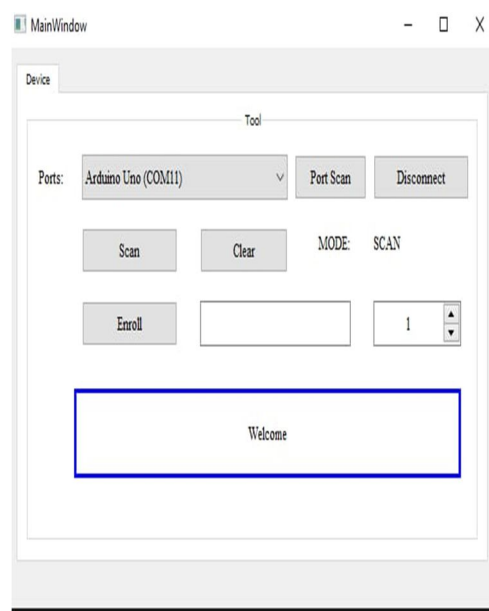 MainWindow
Device
Tool
Ports: Arduino Uno (COM11) Port Scan Disconnect
Scan Clear MODE: SCAN
Enroll 1
Welcome